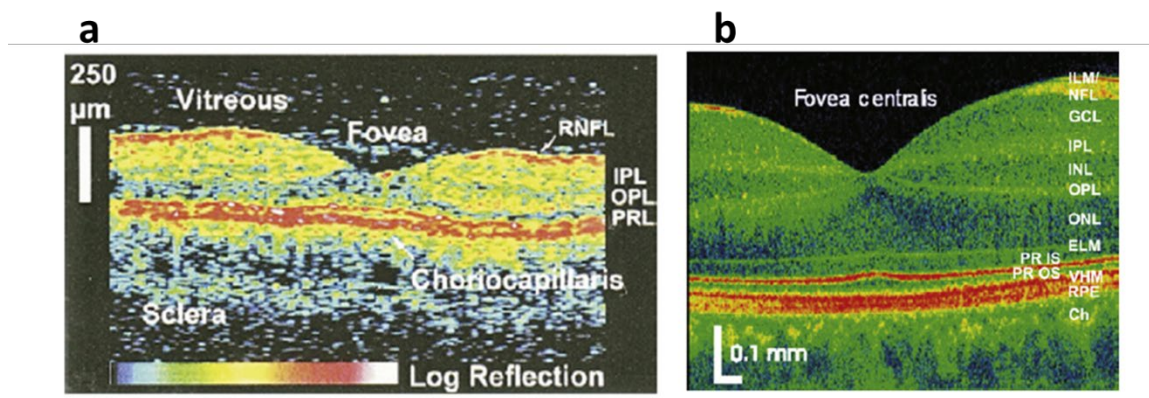 a
b
250
µm
Vitreous
Fovea
RNFL
IPL
OPL
PRL
Choriocapillaris
Sclera
Log Reflection
Fovea centralis
ILM/
NFL
GCL
IPL
INL
OPL
ONL
ELM
PR IS
PR OS
VHM
RPE
Ch
0.1 mm